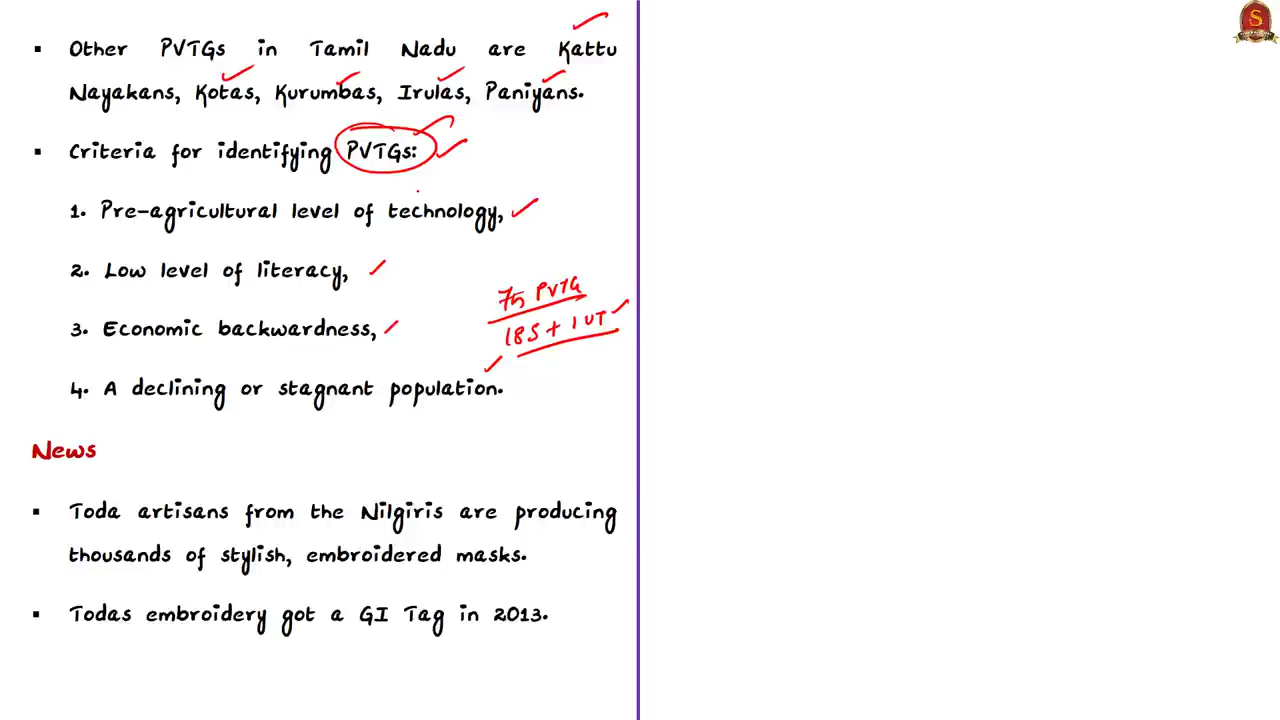 ▪ Other PVTGs in Tamil Nadu are Kattu
Nayakans, Kotas, Kurumbas, Irulas, Paniyans.
▪ Criteria for identifying PVTGs:
1. Pre-agricultural level of technology,
2. Low level of literacy,
75 PVTG
3. Economic backwardness,
18S + 1 UT
4. A declining or stagnant population.
News
▪ Toda artisans from the Nilgiris are producing
thousands of stylish, embroidered masks.
▪ Todas embroidery got a GI Tag in 2013.
S